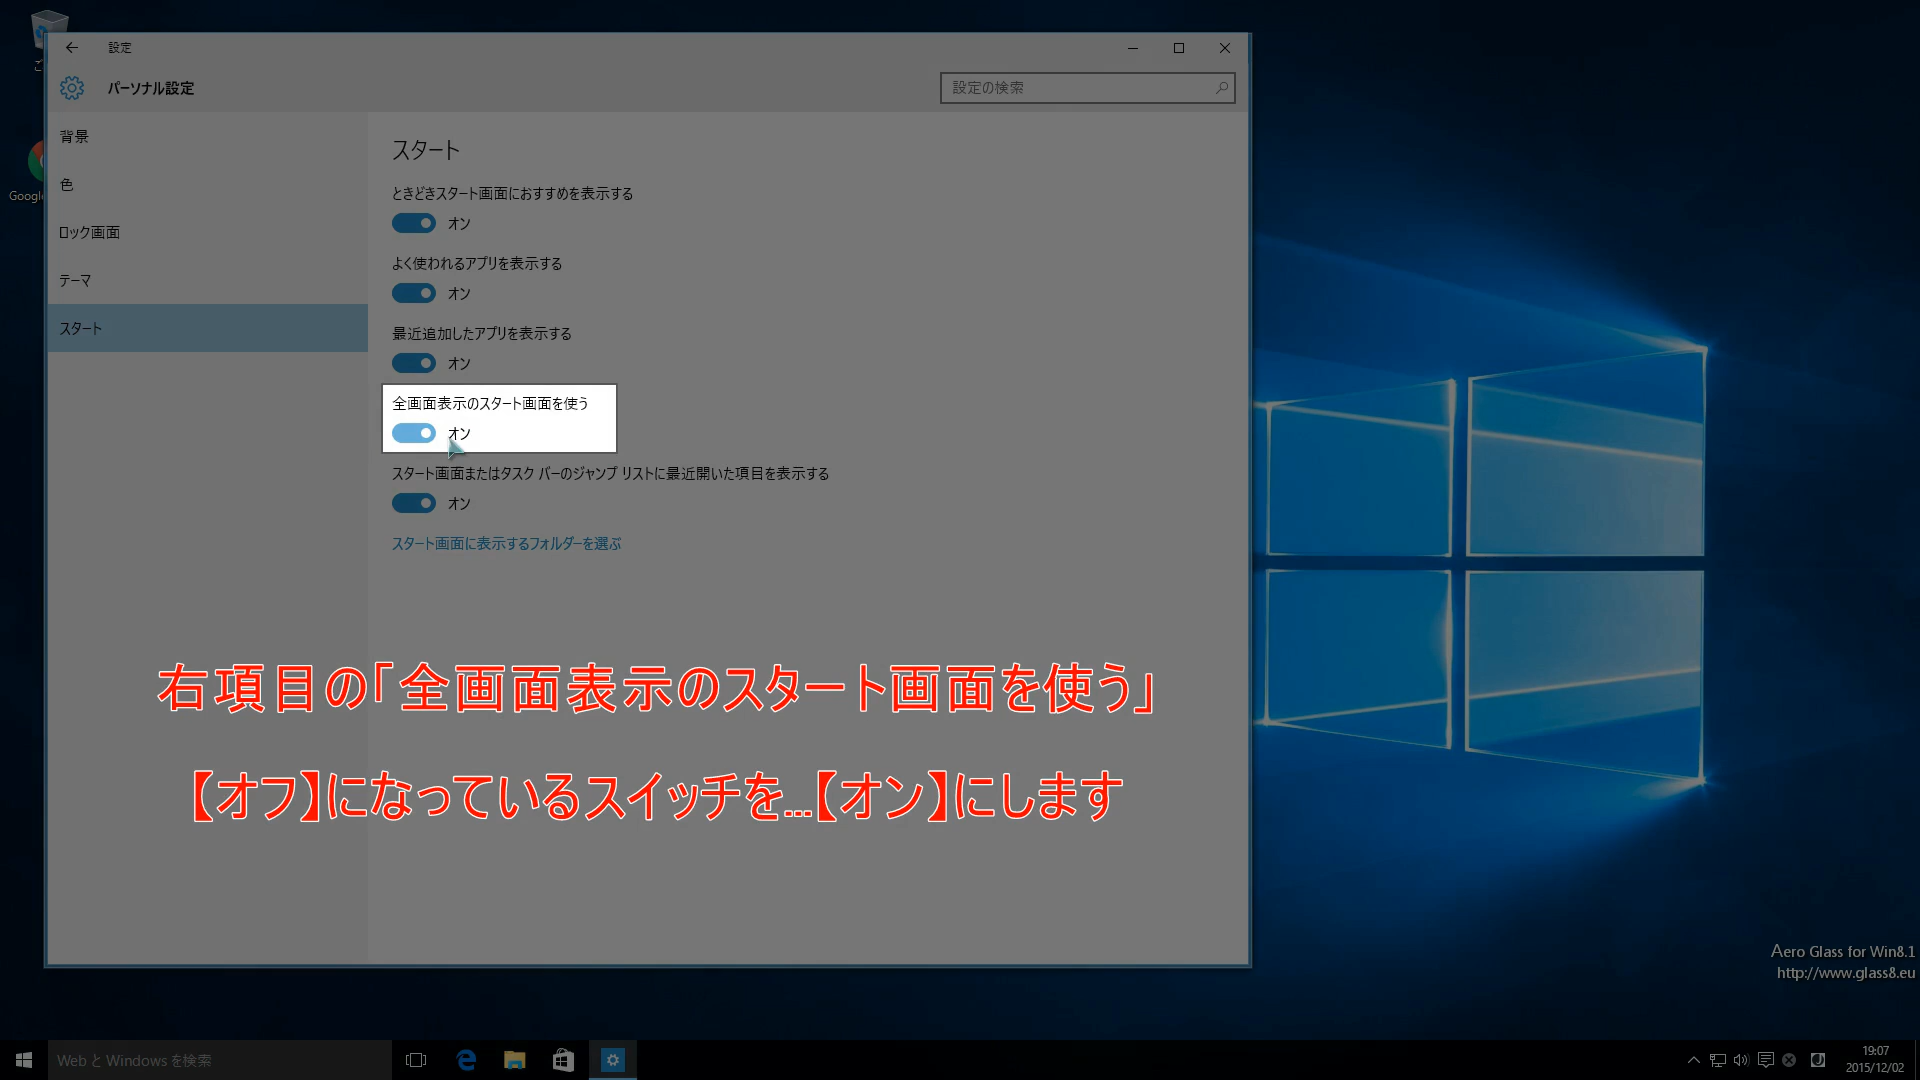 設定
パーソナル設定
設定の検索
背景
色
ロック画面
テーマ
スタート
スタート
ときどきスタート画面におすすめを表示する
オン
よく使われるアプリを表示する
オン
最近追加したアプリを表示する
オン
全画面表示のスタート画面を使う
オン
スタート画面またはタスク バーのジャンプ リストに最近開いた項目を表示する
オン
スタート画面に表示するフォルダーを選ぶ
右項目の「全画面表示のスタート画面を使う」
【オフ】になっているスイッチを...【オン】にします
Aero Glass for Win8.1
http://www.glass8.eu
Web と Windows を検索
19:07
2015/12/02